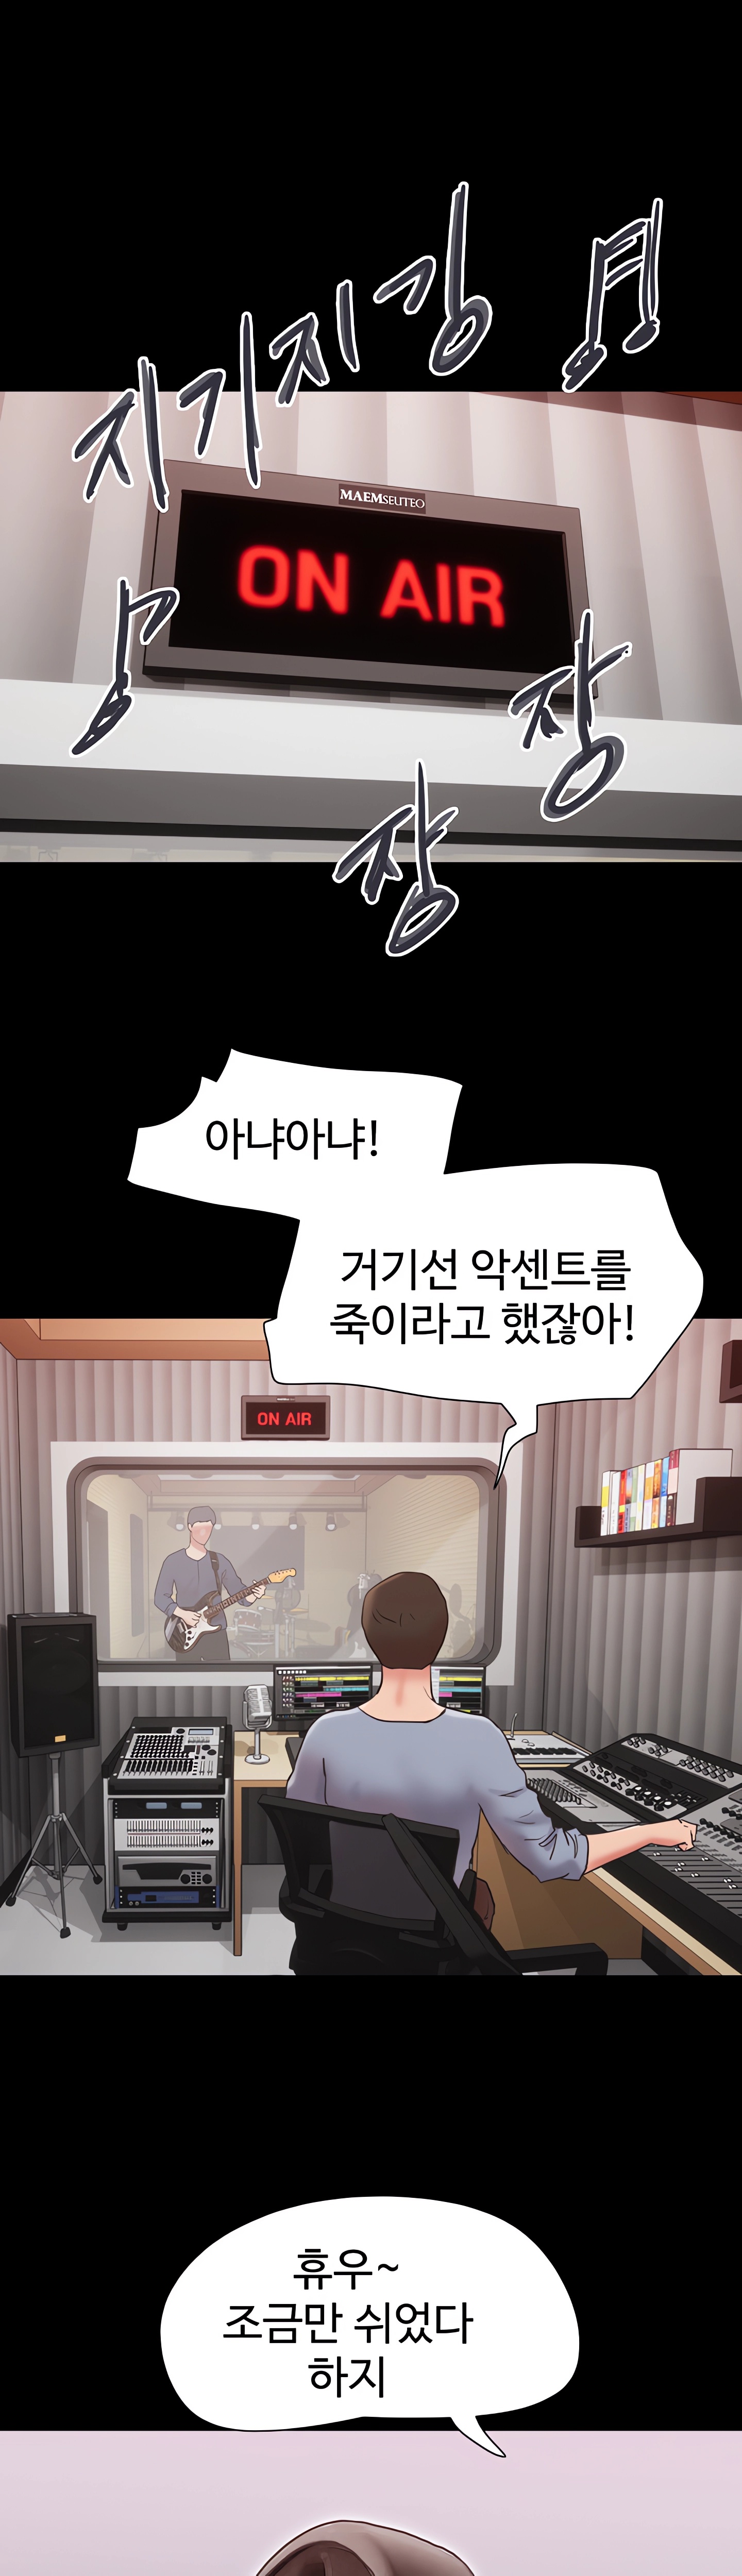 지기지깅
MAEMSEUTEO
ON AIR
장
장
아냐아냐!
거기선 악센트를
죽이라고 했잖아!
ON AIR
휴우~
조금만 쉬었다
하지